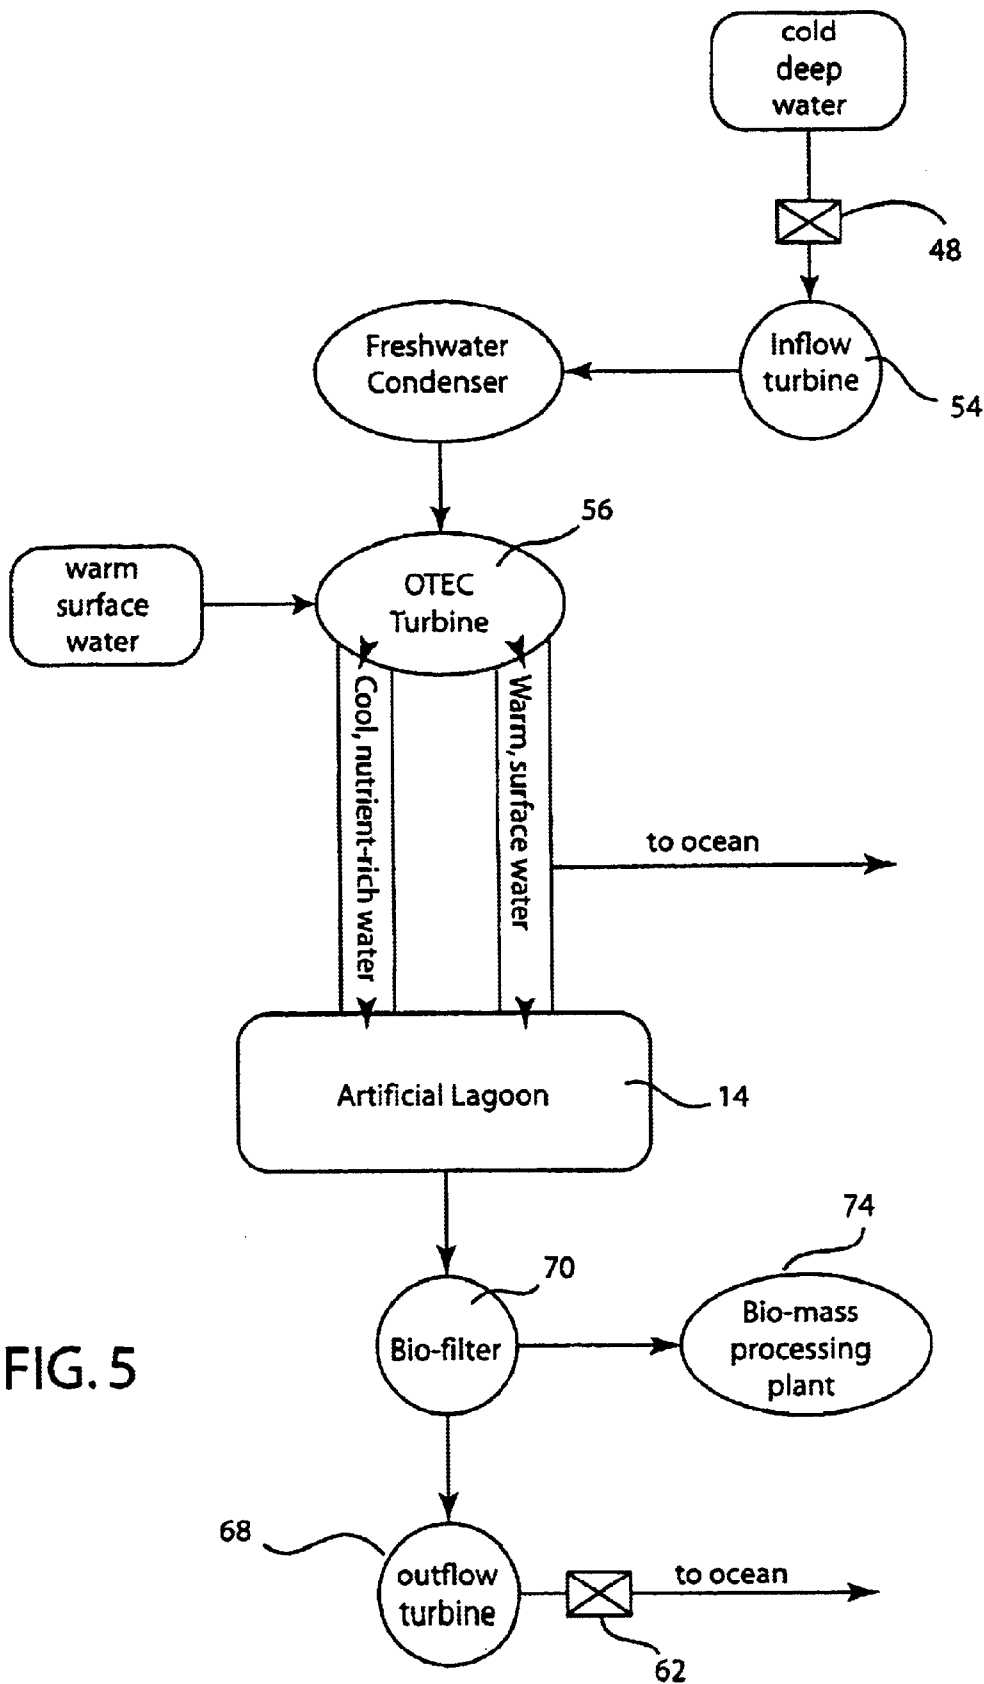 cold
deep
water
48
Inflow
turbine
54
Freshwater
Condenser
56
OTEC
Turbine
warm
surface
water
Cool, nutrient-rich water
Warm, surface water
to ocean
Artificial Lagoon
14
70
Bio-filter
74
Bio-mass
processing
plant
FIG. 5
68
outflow
turbine
to ocean
62